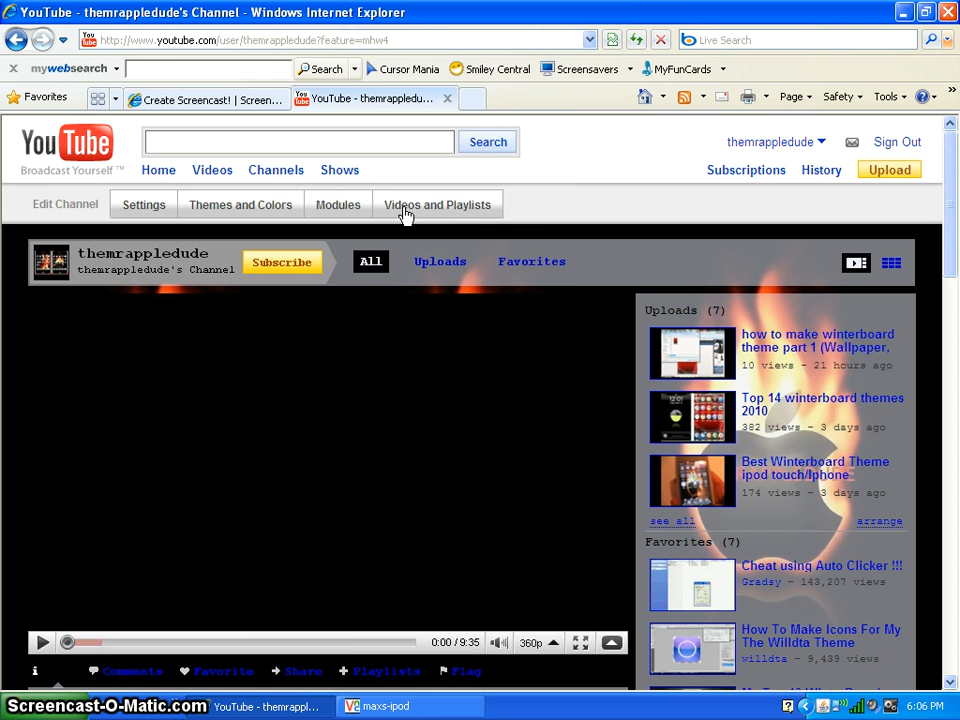 YouTube - themrappledude's Channel - Windows Internet Explorer
http://www.youtube.com/user/themrappledude?feature=mhw4
Live Search
mywebsearch
Search
Cursor Mania
Smiley Central
Screensavers
MyFunCards
Favorites
Create Screencast! | Screen...
YouTube - themrappledu...
Page
Safety
Tools
YouTube
Broadcast Yourself™
Search
themrappledude
Sign Out
Home
Videos
Channels
Shows
Subscriptions
History
Upload
Edit Channel
Settings
Themes and Colors
Modules
Videos and Playlists
themrappledude
themrappledude's Channel
Subscribe
All
Uploads
Favorites
Uploads (7)
how to make winterboard
theme part 1 (Wallpaper,
10 views - 21 hours ago
Top 14 winterboard themes
2010
382 views - 3 days ago
Best Winterboard Theme
ipod touch/Iphone
174 views - 3 days ago
see all
arrange
Favorites (7)
Cheat using Auto Clicker !!!
Gradsy - 143,207 views
How To Make Icons For My
The Willdta Theme
willdta - 9,439 views
0:00 / 9:35
360p
Comments
Favorite
Share
Playlists
Flag
Screencast-O-Matic.com
YouTube - themrappl...
maxs-ipod
6:06 PM